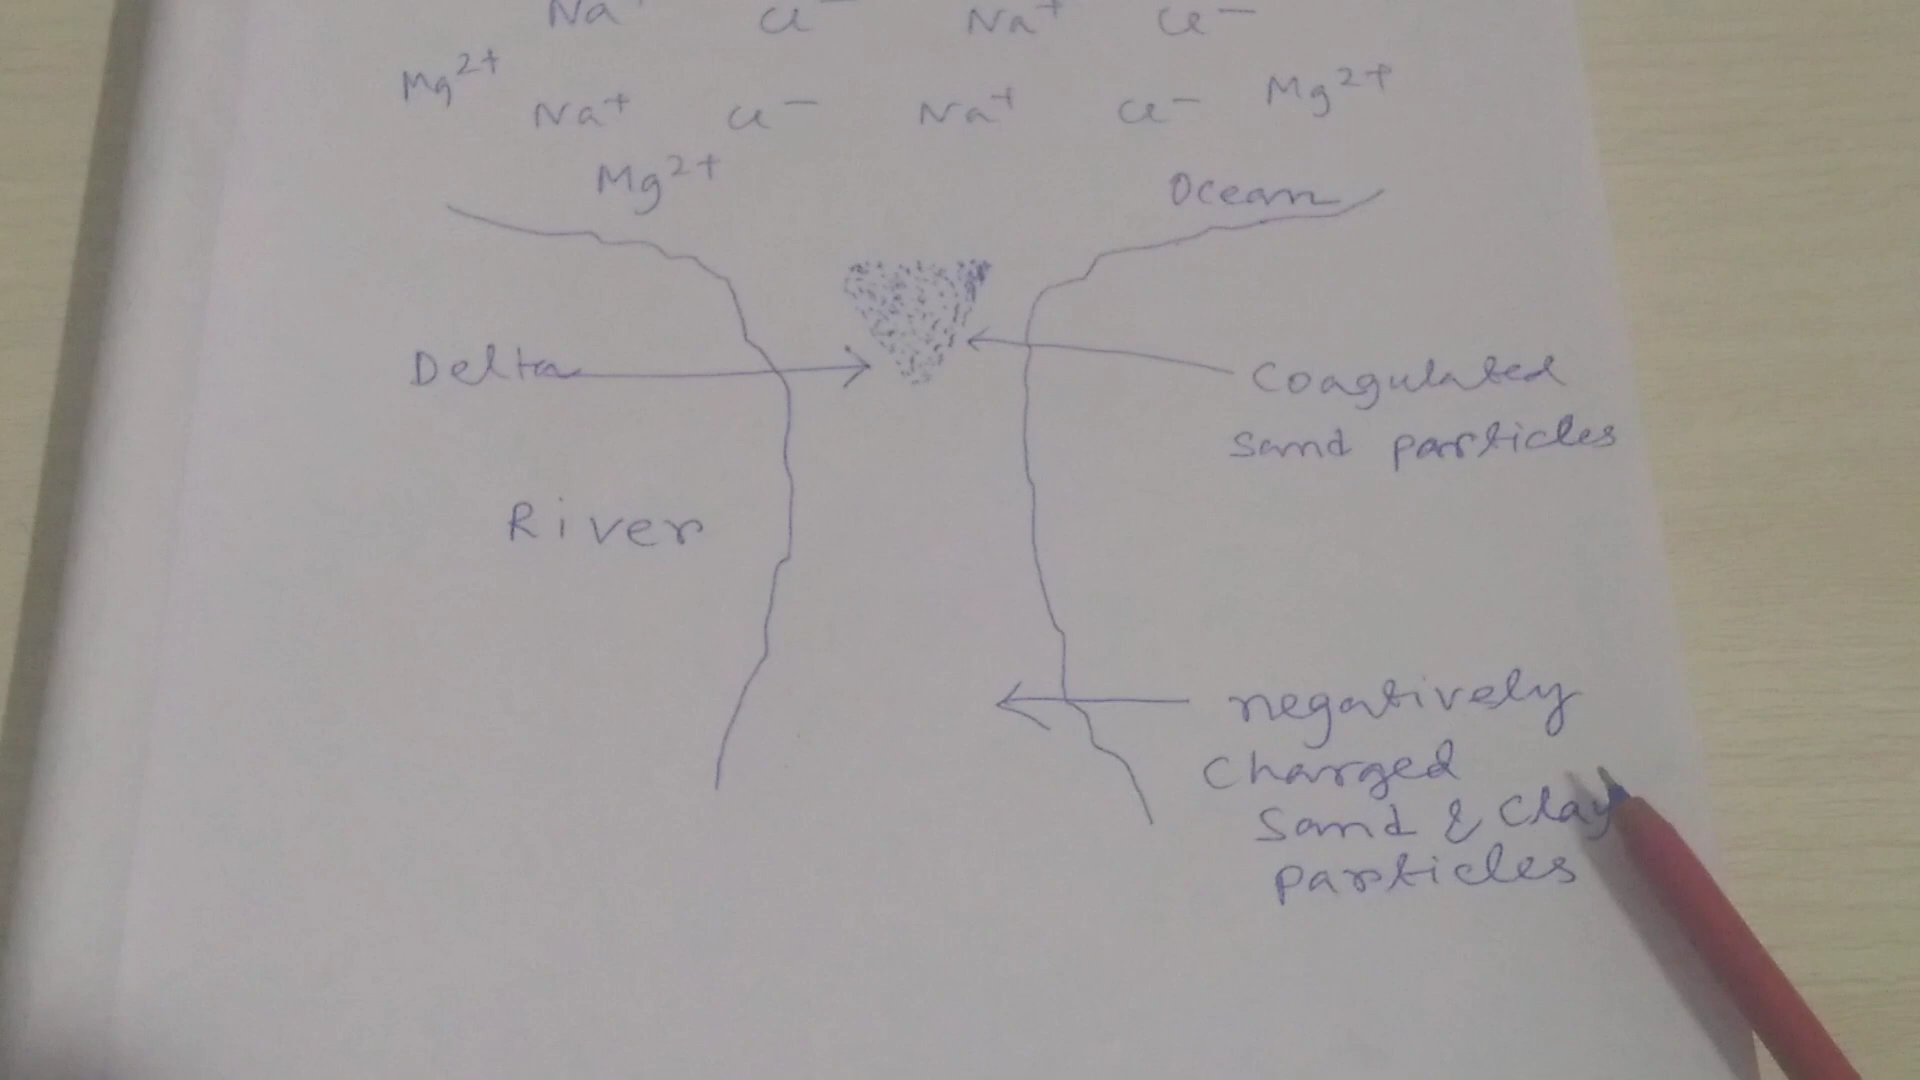 Na+ Cl- Na+ Cl-
Mg2+ Mg2+
Na+ Cl- Na+ Cl-
Mg2+
Ocean
Delta
Coagulated
sand particles
River
negatively
charged
sand & clay
particles